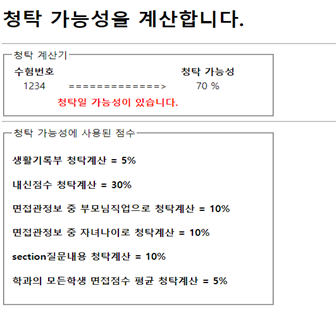 청탁 가능성을 계산합니다.
청탁 계산기
수험번호 청탁 가능성
1234 =============> 70 %
청탁일 가능성이 있습니다.
청탁 가능성에 사용된 점수
생활기록부 청탁계산 = 5%
내신점수 청탁계산 = 30%
면접관정보 중 부모님직업으로 청탁계산 = 10%
면접관정보 중 자녀나이로 청탁계산 = 10%
section질문내용 청탁계산 = 10%
학과의 모든학생 면접점수 평균 청탁계산 = 5%